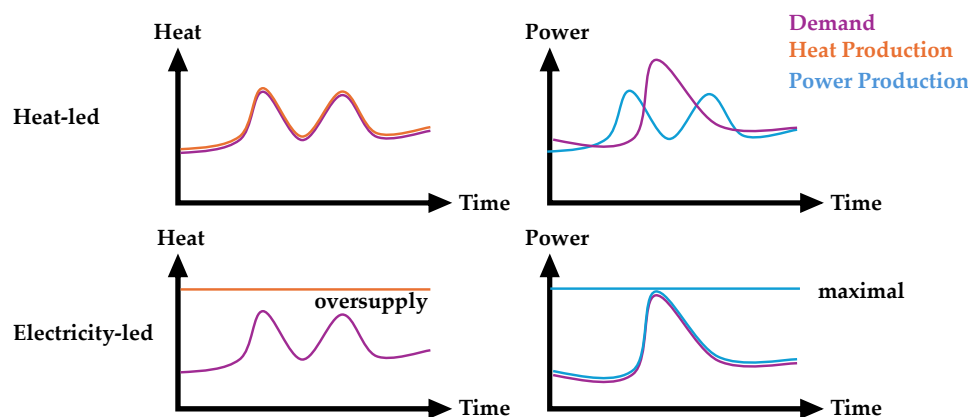 Heat
Power
Demand
Heat Production
Power Production
Heat-led
Time
Time
Heat
Power
oversupply
maximal
Electricity-led
Time
Time